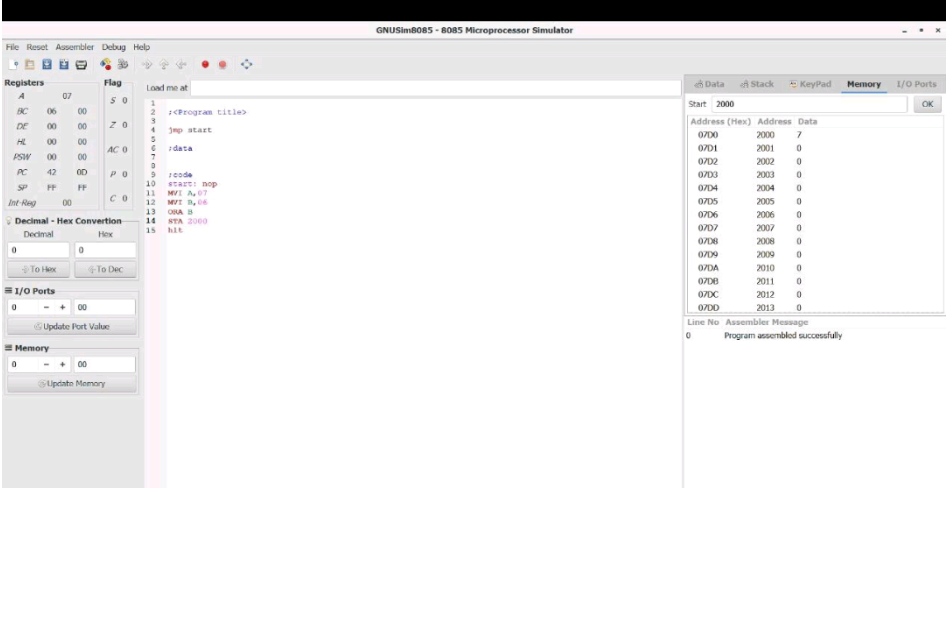 GNUSim8085 - 8085 Microprocessor Simulator
File Reset Assembler Debug Help
Registers
A 07
BC 06 00
DE 00 00
HL 00 00
PSW 00 00
PC 42 0D
SP FF FF
Int-Reg 00
Flag
S 0
Z 0
AC 0
P 0
C 0
Decimal - Hex Convertion
Decimal Hex
0 0
To Hex To Dec
I/O Ports
0 - + 00
Update Port Value
Memory
0 - + 00
Update Memory
Load me at
1
2 ;<Program title>
3
4 jmp start
5
6 ;data
7
8
9 ;code
10 start: nop
11 MVI A,07
12 MVI B,06
13 ORA B
14 STA 2000
15 hlt
Data Stack KeyPad Memory I/O Ports
Start 2000 OK
Address (Hex) Address Data
07D0 2000 7
07D1 2001 0
07D2 2002 0
07D3 2003 0
07D4 2004 0
07D5 2005 0
07D6 2006 0
07D7 2007 0
07D8 2008 0
07D9 2009 0
07DA 2010 0
07DB 2011 0
07DC 2012 0
07DD 2013 0
Line No Assembler Message
0 Program assembled successfully